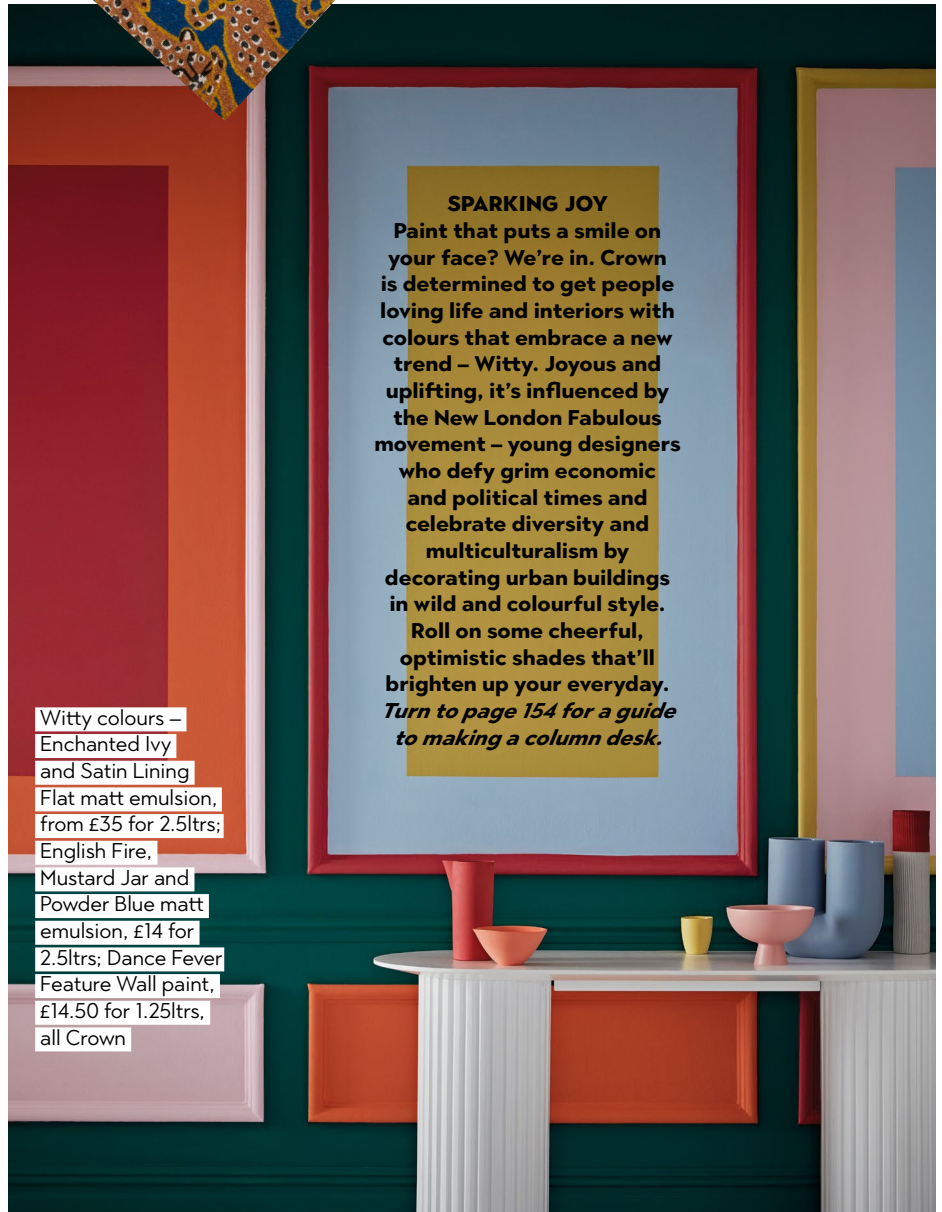 SPARKING JOY
Paint that puts a smile on
your face? We're in. Crown
is determined to get people
loving life and interiors with
colours that embrace a new
trend – Witty. Joyous and
uplifting, it's influenced by
the New London Fabulous
movement – young designers
who defy grim economic
and political times and
celebrate diversity and
multiculturalism by
decorating urban buildings
in wild and colourful style.
Roll on some cheerful,
optimistic shades that'll
brighten up your everyday.
Turn to page 154 for a guide
to making a column desk.
Witty colours –
Enchanted Ivy
and Satin Lining
Flat matt emulsion,
from £35 for 2.5ltrs;
English Fire,
Mustard Jar and
Powder Blue matt
emulsion, £14 for
2.5ltrs; Dance Fever
Feature Wall paint,
£14.50 for 1.25ltrs,
all Crown